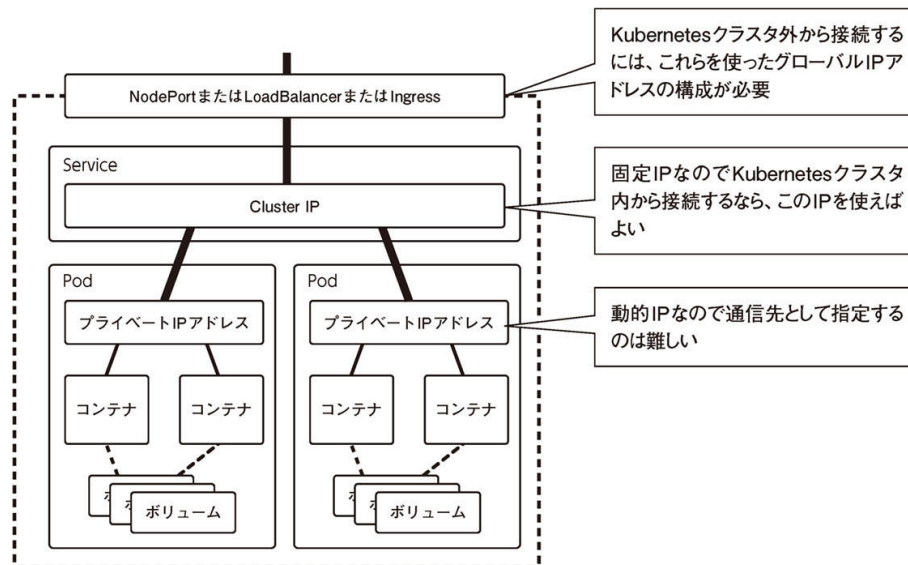 Kubernetesクラスタ外から接続する
には、これらを使ったグローバルIPア
ドレスの構成が必要
NodePortまたはLoadBalancerまたはIngress
Service
Cluster IP
固定IPなのでKubernetesクラスタ
内から接続するなら、このIPを使えば
よい
Pod
プライベートIPアドレス
コンテナ
コンテナ
ボ
ボ
ボリューム
Pod
プライベートIPアドレス
コンテナ
コンテナ
ボ
ボ
ボリューム
動的IPなので通信先として指定する
のは難しい